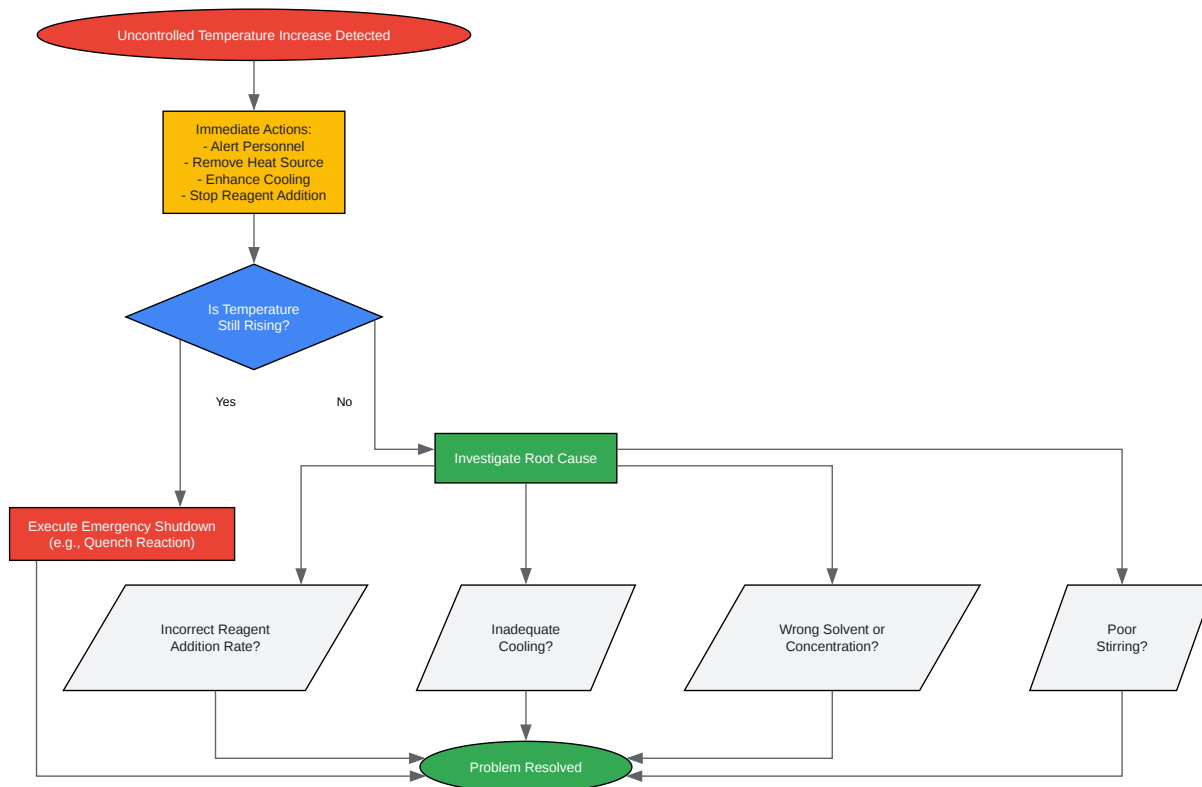 Uncontrolled Temperature Increase Detected
Immediate Actions:
- Alert Personnel
- Remove Heat Source
- Enhance Cooling
- Stop Reagent Addition
Is Temperature
Still Rising?
Yes
No
Investigate Root Cause
Execute Emergency Shutdown
(e.g., Quench Reaction)
Incorrect Reagent
Addition Rate?
Inadequate
Cooling?
Wrong Solvent or
Concentration?
Poor
Stirring?
Problem Resolved